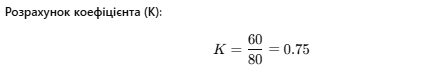 Розрахунок коефіцієнта (K):
K = 60/80 = 0.75